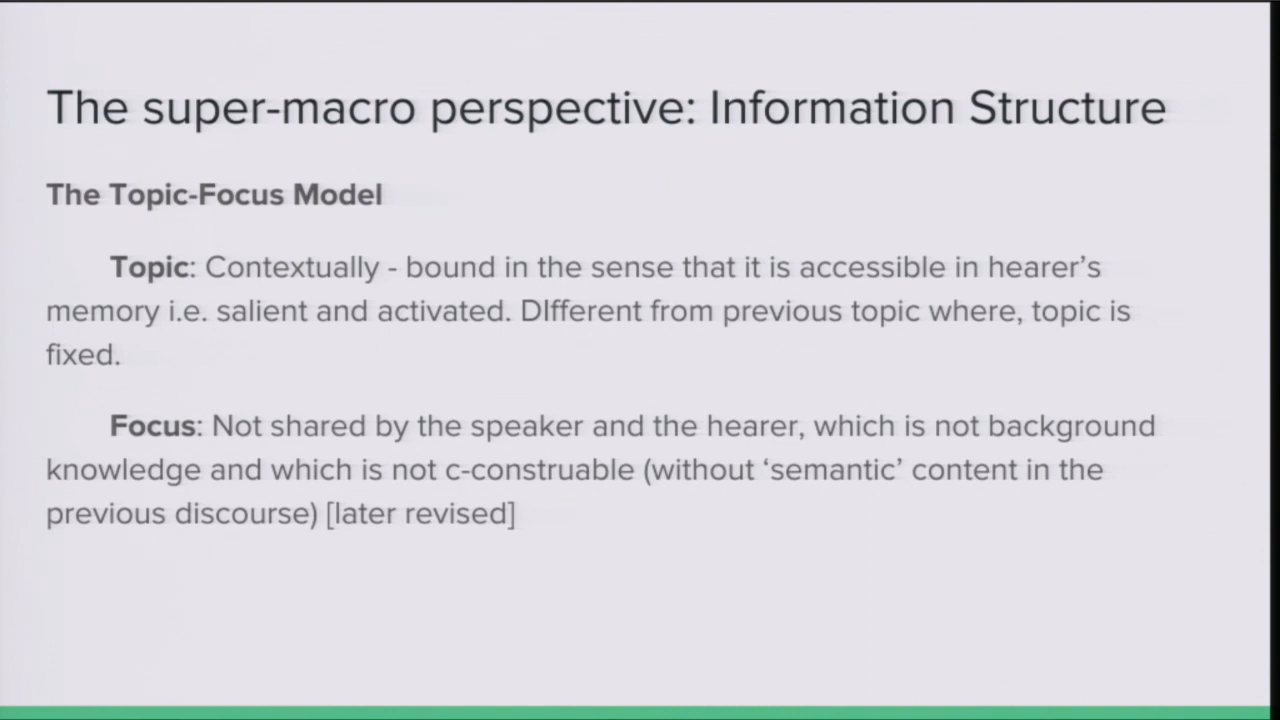 The super-macro perspective: Information Structure
The Topic-Focus Model
Topic: Contextually - bound in the sense that it is accessible in hearer’s
memory i.e. salient and activated. DIfferent from previous topic where, topic is
fixed.
Focus: Not shared by the speaker and the hearer, which is not background
knowledge and which is not c-construable (without ‘semantic’ content in the
previous discourse) [later revised]